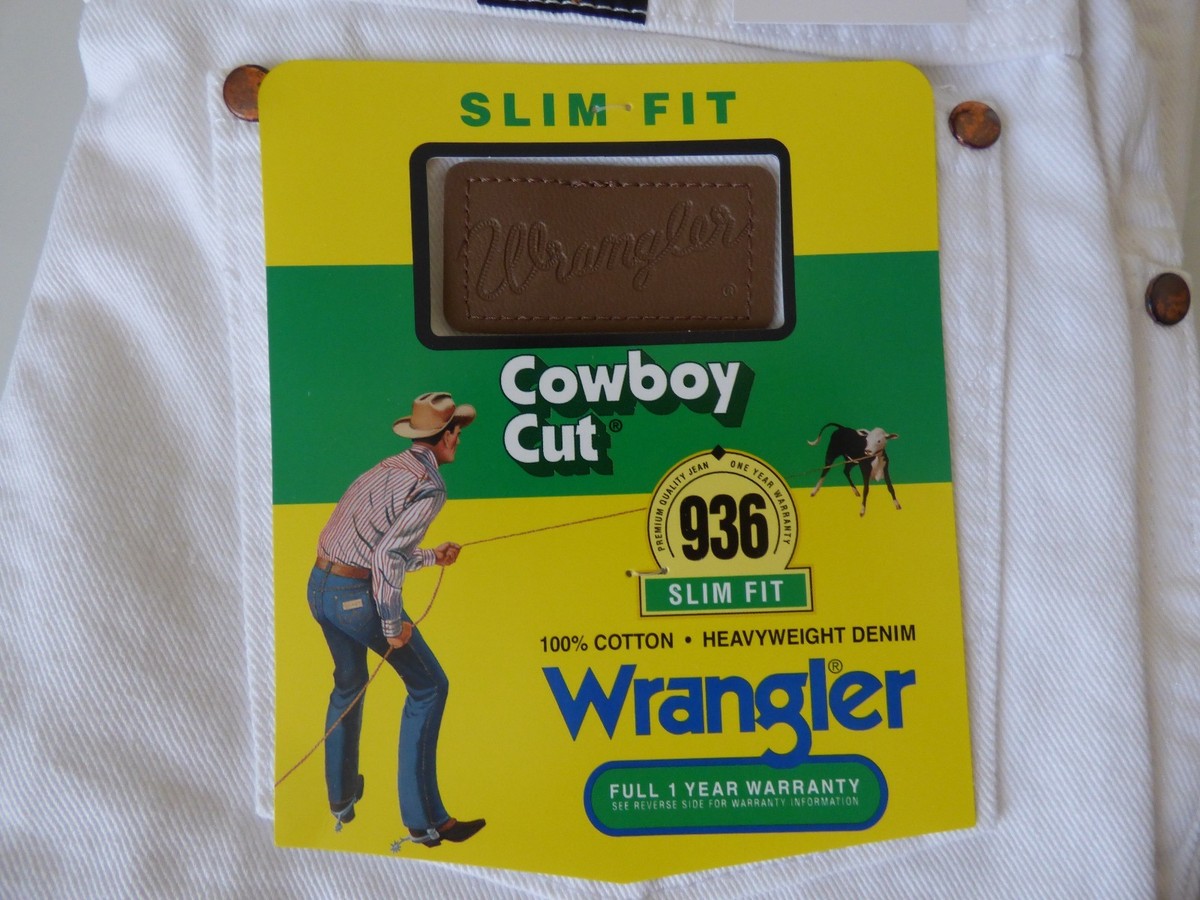 SLIM FIT
Wrangler
Cowboy
Cut®
PREMIUM QUALITY JEAN
ONE YEAR WARRANTY
936
SLIM FIT
100% COTTON • HEAVYWEIGHT DENIM
Wrangler®
FULL 1 YEAR WARRANTY
SEE REVERSE SIDE FOR WARRANTY INFORMATION